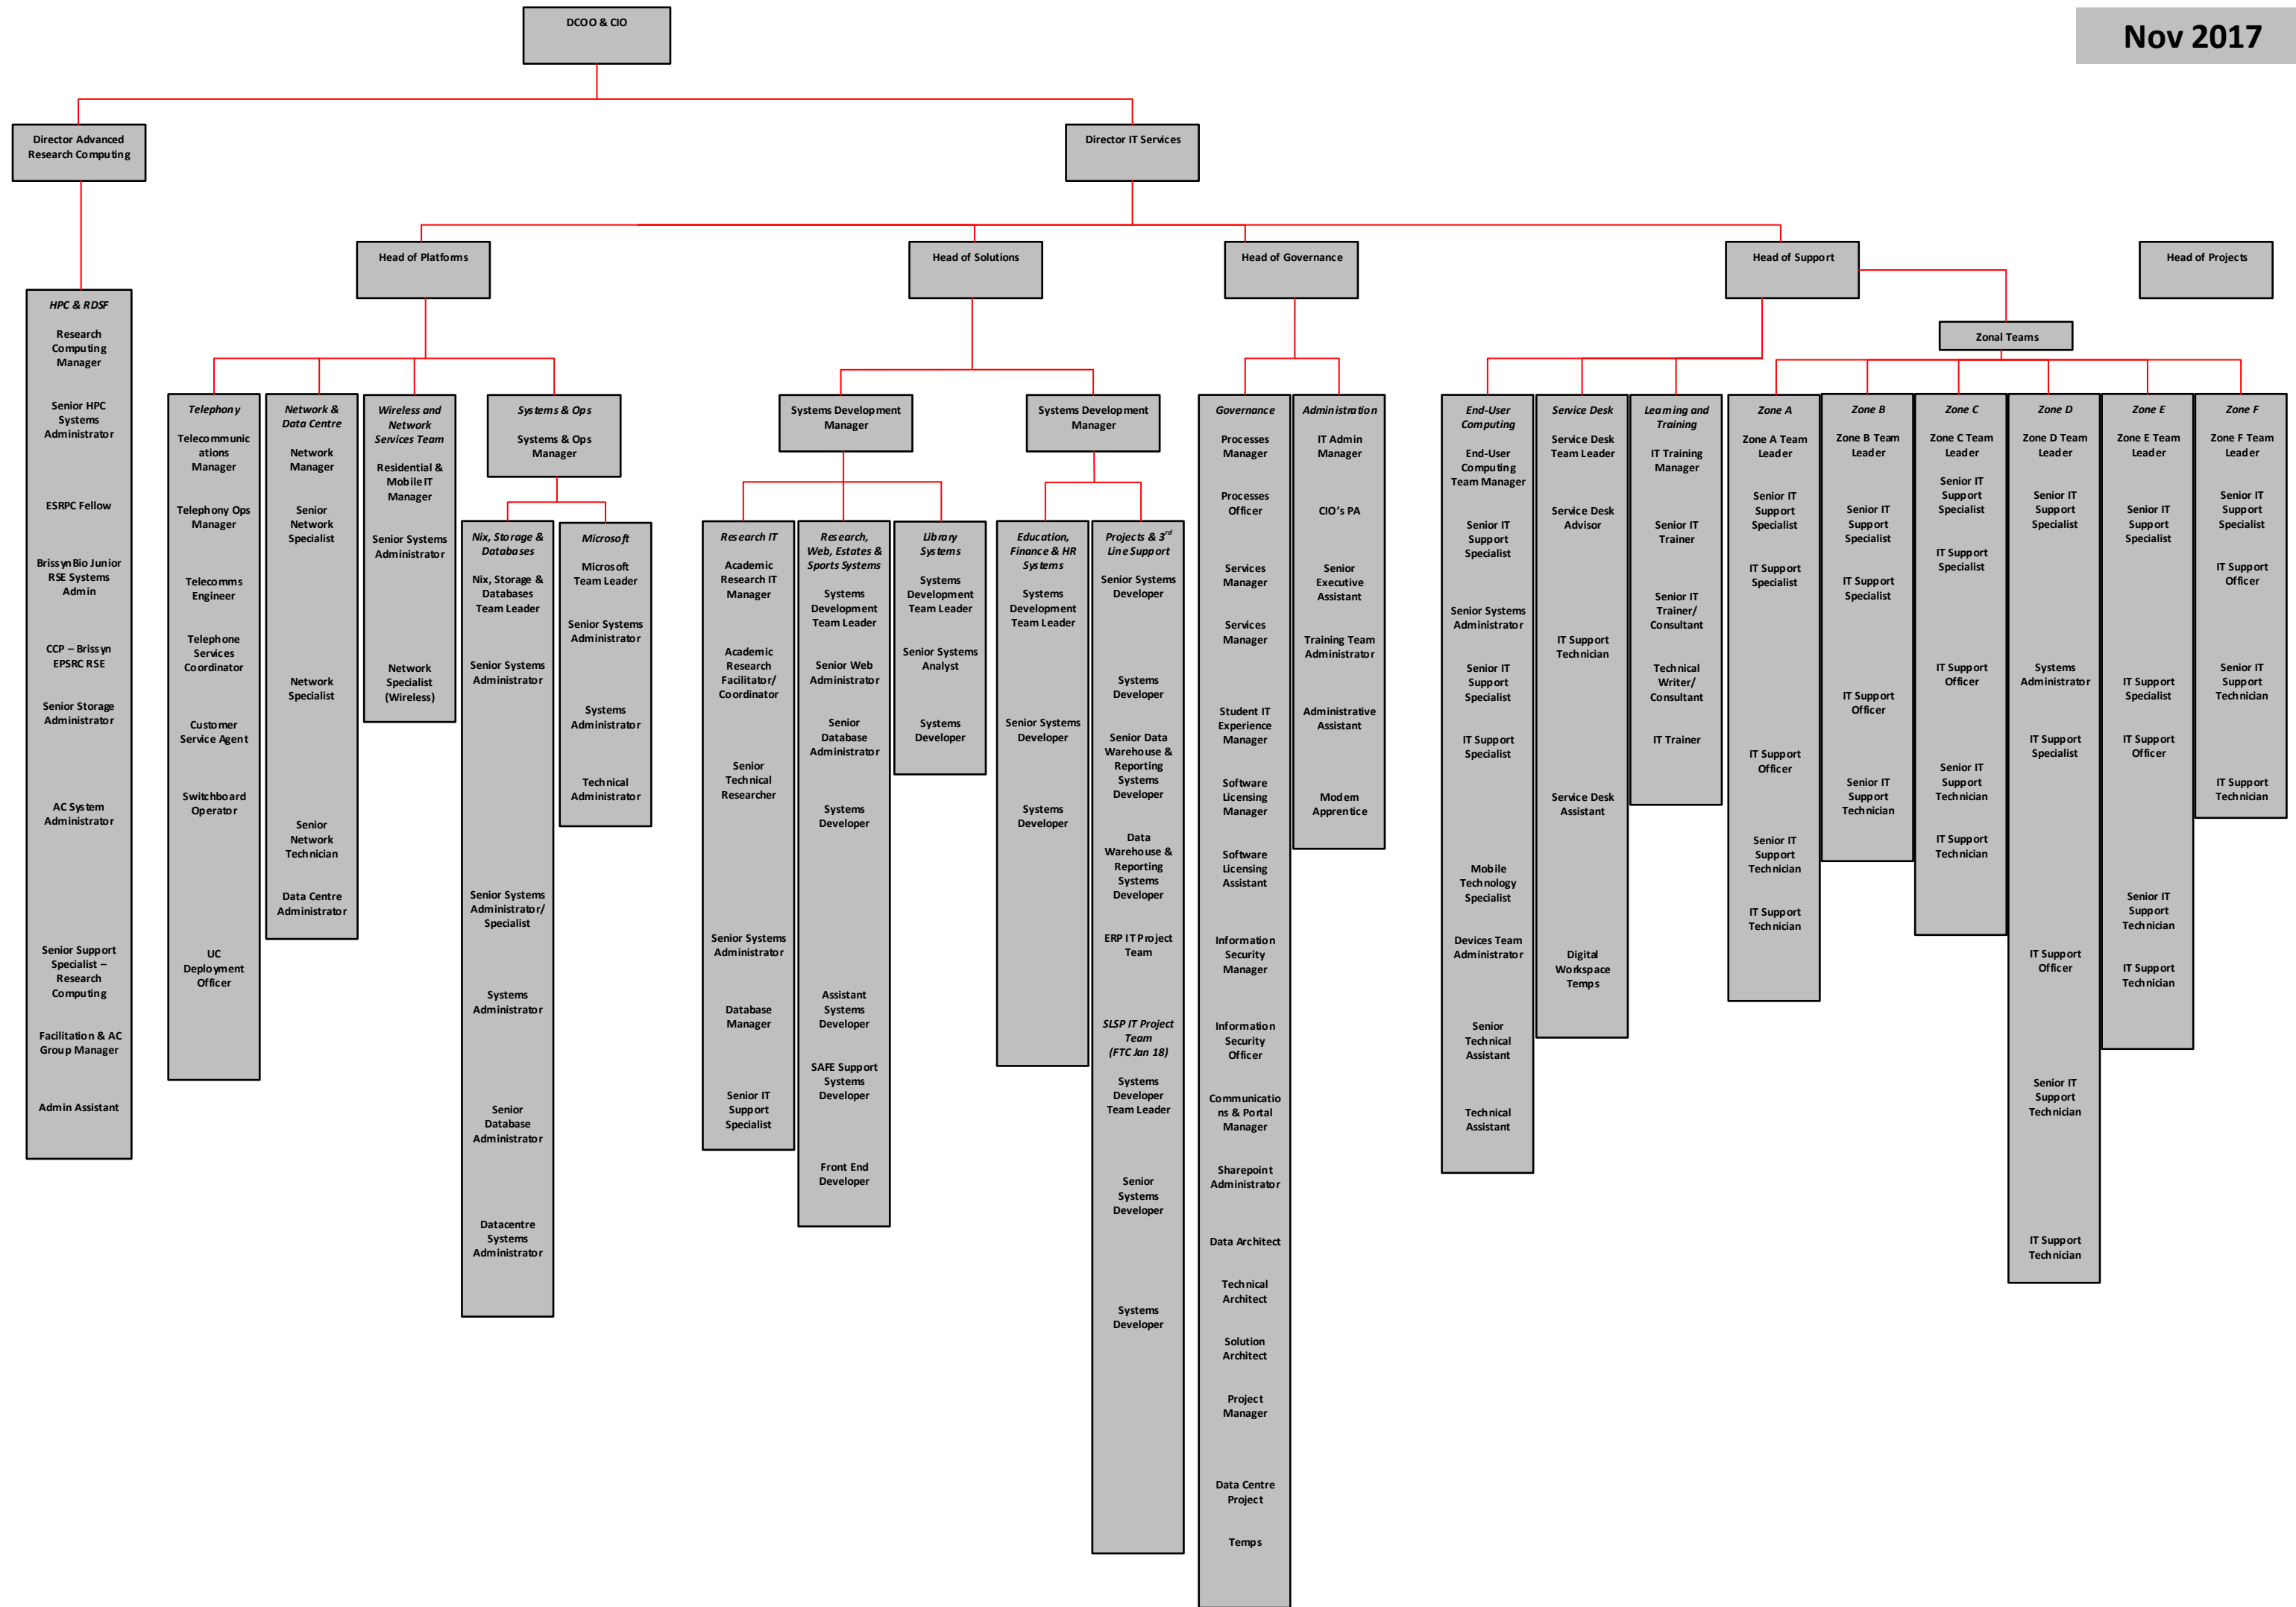 DCOO & CIO
Nov 2017
Director Advanced
Research Computing
Director IT Services
Head of Platforms
Head of Solutions
Head of Governance
Head of Support
Head of Projects
Zonal Teams
HPC & RDSF
Research
Computing
Manager
Senior HPC
Systems
Administrator
ESRPC Fellow
BrissynBio Junior
RSE Systems
Admin
CCP – Brissyn
EPSRC RSE
Senior Storage
Administrator
AC System
Administrator
Senior Support
Specialist –
Research
Computing
Facilitation & AC
Group Manager
Admin Assistant
Telephony
Telecommunic
ations
Manager
Telephony Ops
Manager
Telecomms
Engineer
Telephone
Services
Coordinator
Customer
Service Agent
Switchboard
Operator
UC
Deployment
Officer
Network &
Data Centre
Network
Manager
Senior
Network
Specialist
Network
Specialist
Senior
Network
Technician
Data Centre
Administrator
Wireless and
Network
Services Team
Residential &
Mobile IT
Manager
Senior Systems
Administrator
Network
Specialist
(Wireless)
Systems & Ops
Systems & Ops
Manager
Nix, Storage &
Databases
Nix, Storage &
Databases
Team Leader
Senior Systems
Administrator
Senior Systems
Administrator/
Specialist
Systems
Administrator
Senior
Database
Administrator
Datacentre
Systems
Administrator
Microsoft
Microsoft
Team Leader
Senior Systems
Administrator
Systems
Administrator
Technical
Administrator
Systems Development
Manager
Systems Development
Manager
Research IT
Academic
Research IT
Manager
Academic
Research
Facilitator/
Coordinator
Senior
Technical
Researcher
Senior Systems
Administrator
Database
Manager
Senior IT
Support
Specialist
Research,
Web, Estates &
Sports Systems
Systems
Development
Team Leader
Senior Web
Administrator
Senior
Database
Administrator
Systems
Developer
Assistant
Systems
Developer
SAFE Support
Systems
Developer
Front End
Developer
Library
Systems
Systems
Development
Team Leader
Senior Systems
Analyst
Systems
Developer
Education,
Finance & HR
Systems
Systems
Development
Team Leader
Senior Systems
Developer
Systems
Developer
Projects & 3rd
Line Support
Senior Systems
Developer
Systems
Developer
Senior Data
Warehouse &
Reporting
Systems
Developer
Data
Warehouse &
Reporting
Systems
Developer
ERP IT Project
Team
SLSP IT Project
Team
(FTC Jan 18)
Systems
Developer
Team Leader
Senior
Systems
Developer
Systems
Developer
Governance
Processes
Manager
Processes
Officer
Services
Manager
Services
Manager
Student IT
Experience
Manager
Software
Licensing
Manager
Software
Licensing
Assistant
Information
Security
Manager
Information
Security
Officer
Communicatio
ns & Portal
Manager
Sharepoint
Administrator
Data Architect
Technical
Architect
Solution
Architect
Project
Manager
Data Centre
Project
Temps
Administration
IT Admin
Manager
CIO's PA
Senior
Executive
Assistant
Training Team
Administrator
Administrative
Assistant
Modern
Apprentice
End-User
Computing
End-User
Computing
Team Manager
Senior IT
Support
Specialist
Senior Systems
Administrator
Senior IT
Support
Specialist
IT Support
Specialist
Mobile
Technology
Specialist
Devices Team
Administrator
Senior
Technical
Assistant
Technical
Assistant
Service Desk
Service Desk
Team Leader
Service Desk
Advisor
IT Support
Technician
Service Desk
Assistant
Digital
Workspace
Temps
Learning and
Training
IT Training
Manager
Senior IT
Trainer
Senior IT
Trainer/
Consultant
Technical
Writer/
Consultant
IT Trainer
Zone A
Zone A Team
Leader
Senior IT
Support
Specialist
IT Support
Specialist
IT Support
Officer
Senior IT
Support
Technician
IT Support
Technician
Zone B
Zone B Team
Leader
Senior IT
Support
Specialist
IT Support
Specialist
IT Support
Officer
Senior IT
Support
Technician
Zone C
Zone C Team
Leader
Senior IT
Support
Specialist
IT Support
Specialist
IT Support
Officer
Senior IT
Support
Technician
IT Support
Technician
Zone D
Zone D Team
Leader
Senior IT
Support
Specialist
Systems
Administrator
IT Support
Specialist
IT Support
Officer
Senior IT
Support
Technician
IT Support
Technician
Zone E
Zone E Team
Leader
Senior IT
Support
Specialist
IT Support
Specialist
IT Support
Officer
Senior IT
Support
Technician
IT Support
Technician
Zone F
Zone F Team
Leader
Senior IT
Support
Specialist
IT Support
Officer
Senior IT
Support
Technician
IT Support
Technician